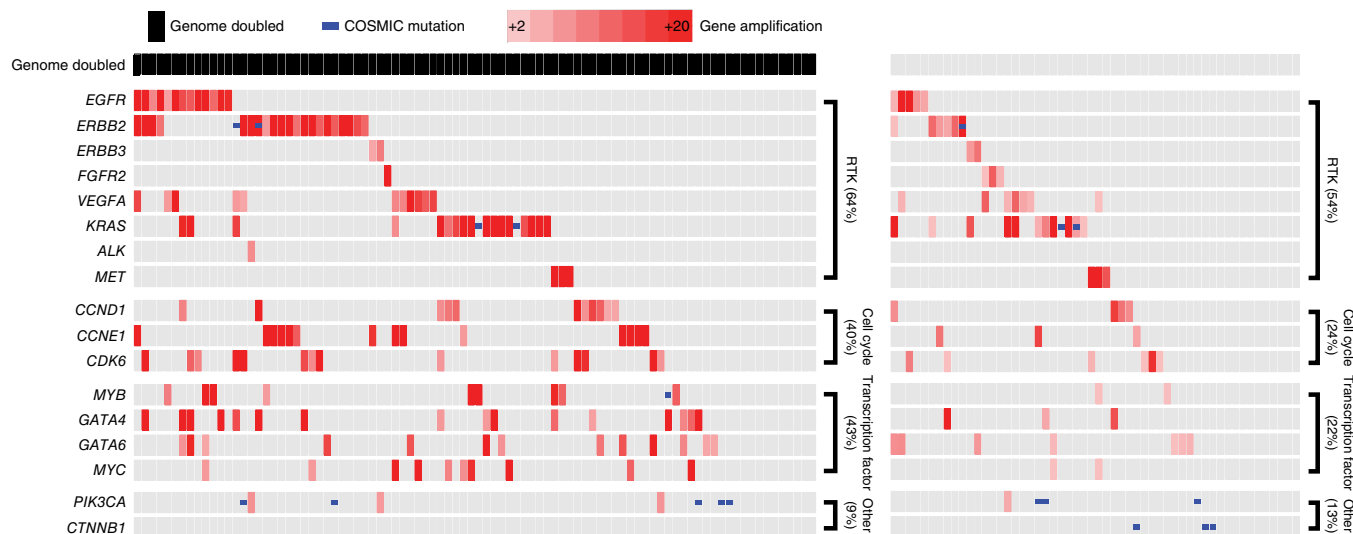 Genome doubled
COSMIC mutation
+2
+20
Gene amplification
Genome doubled
EGFR
ERBB2
ERBB3
FGFR2
VEGFA
KRAS
ALK
MET
RTK (64%)
RTK (54%)
CCND1
CCNE1
CDK6
Cell cycle
(40%)
Cell cycle
(24%)
MYB
GATA4
GATA6
MYC
Transcription factor
(43%)
Transcription factor
(22%)
PIK3CA
CTNNB1
Other
(9%)
Other
(13%)